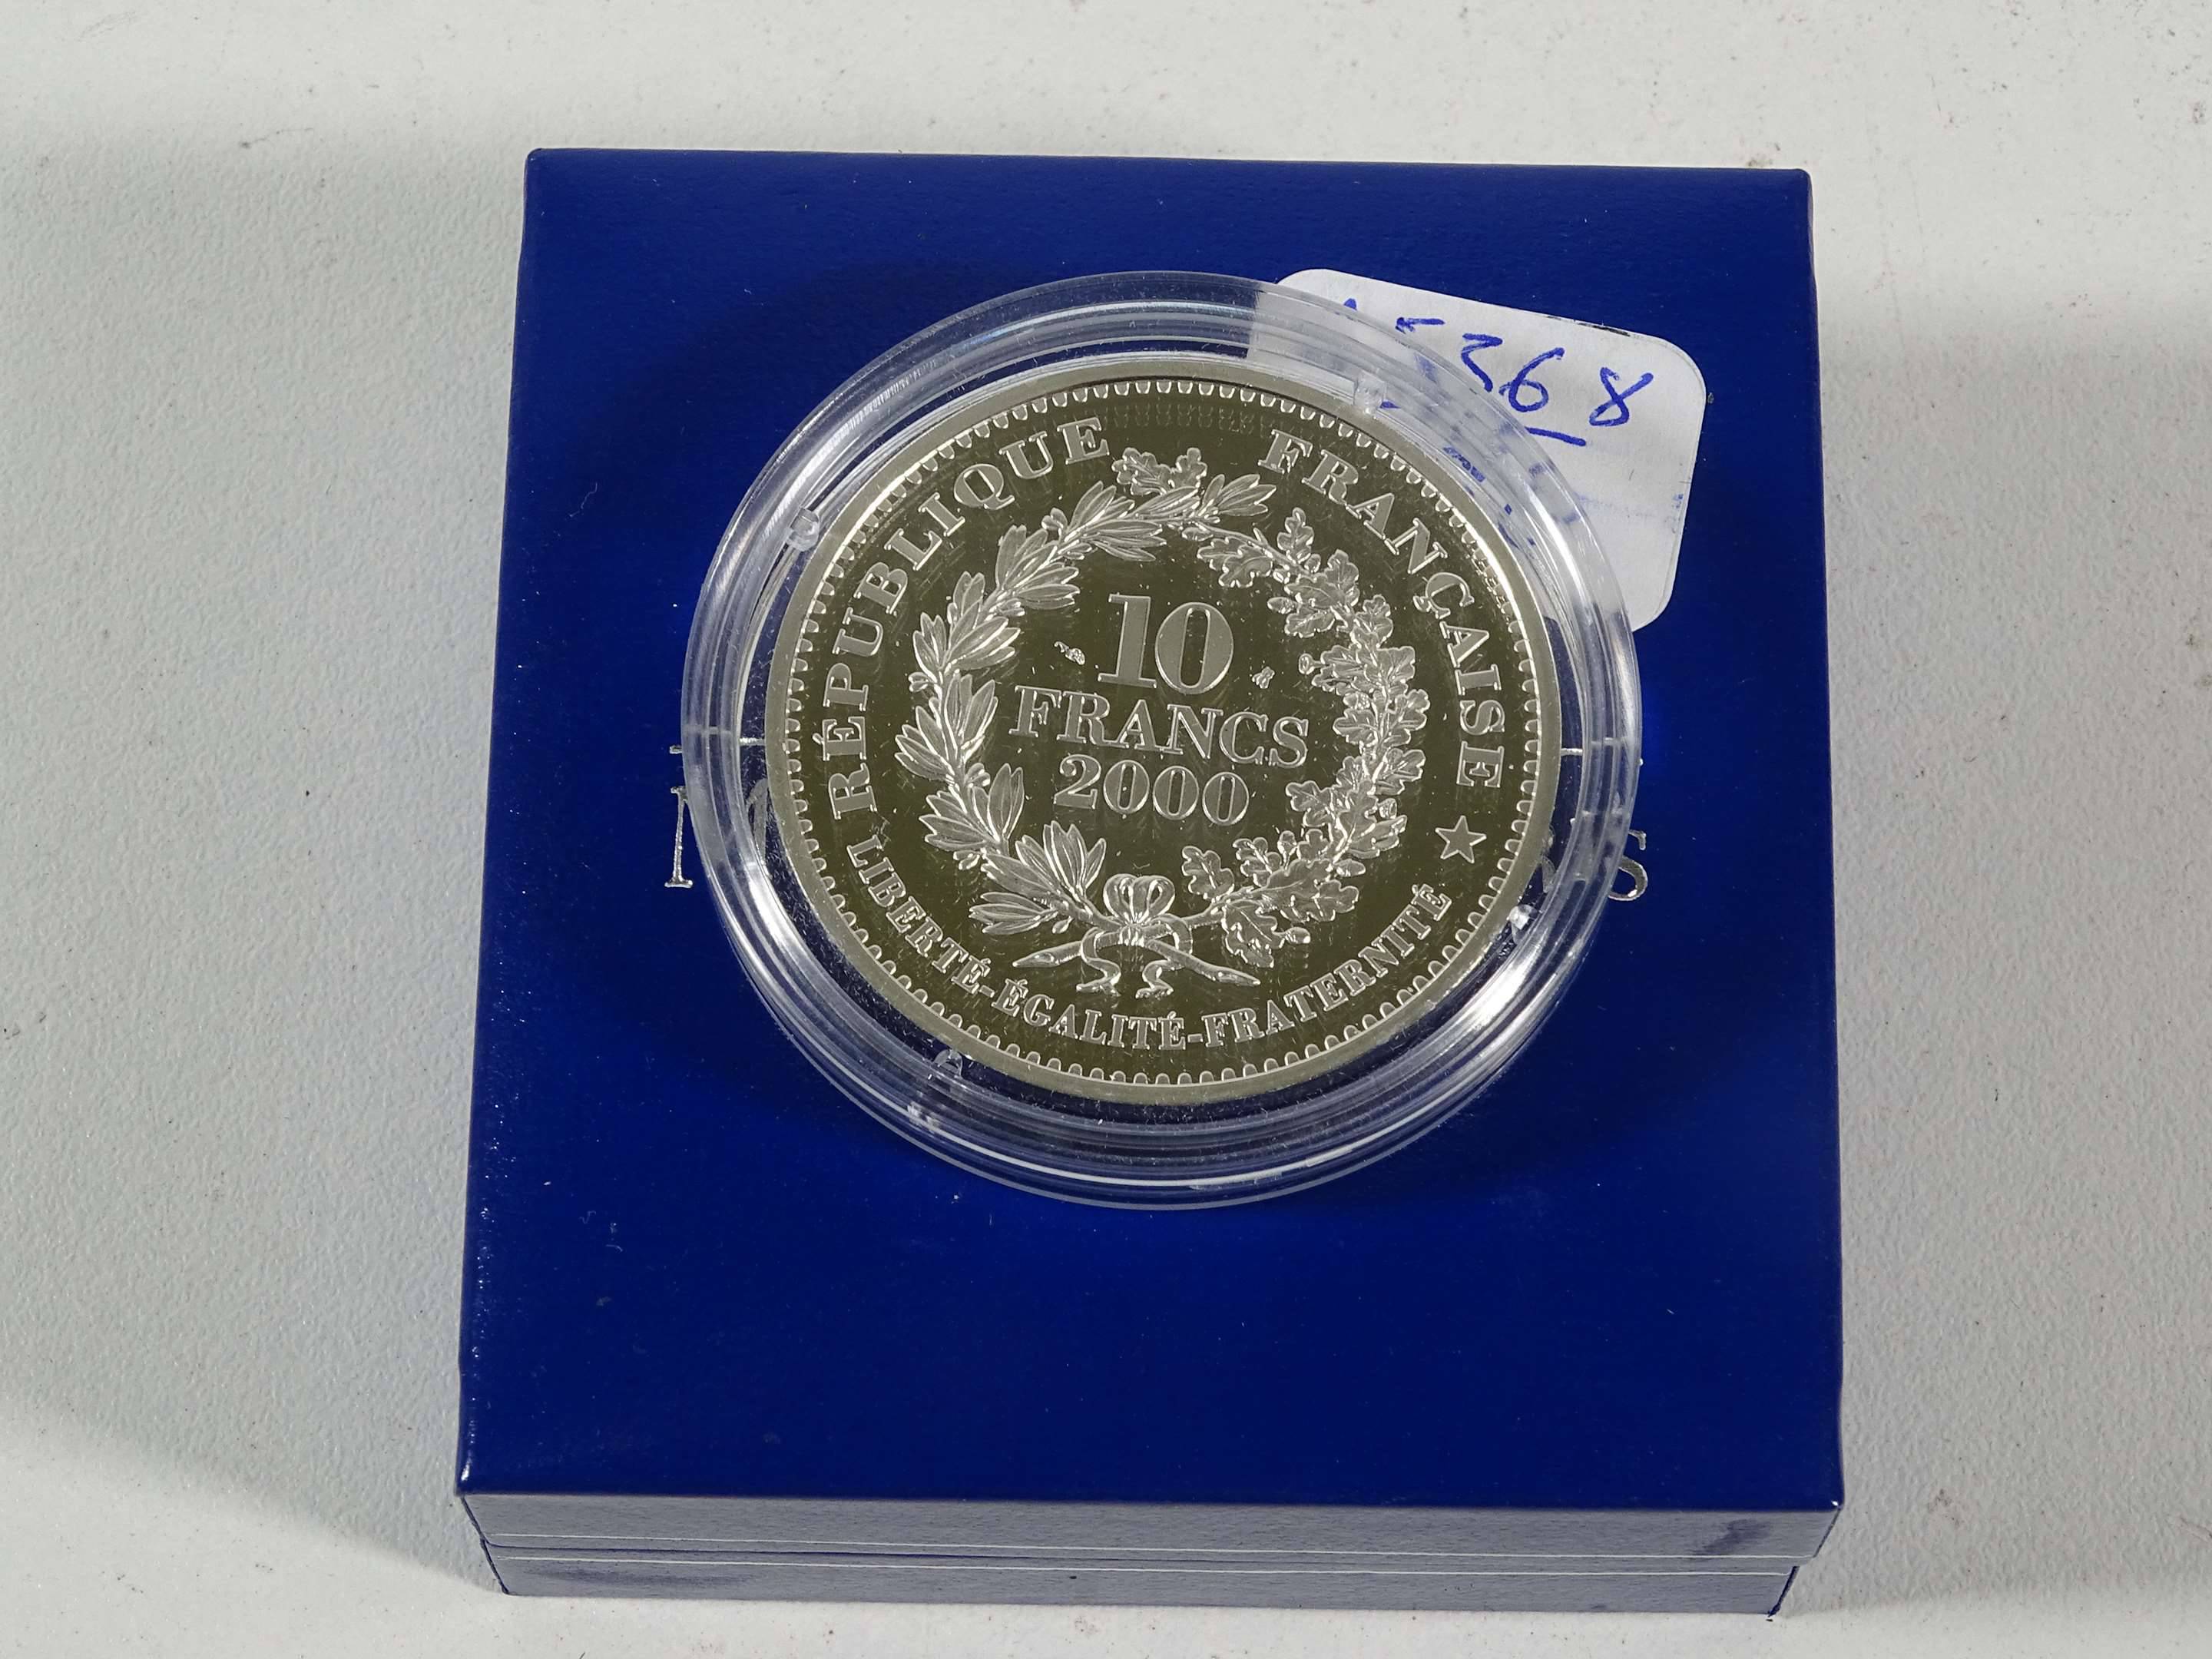 RÉPUBLIQUE FRANÇAISE
10
FRANCS
2000
LIBERTÉ-ÉGALITÉ-FRATERNITÉ